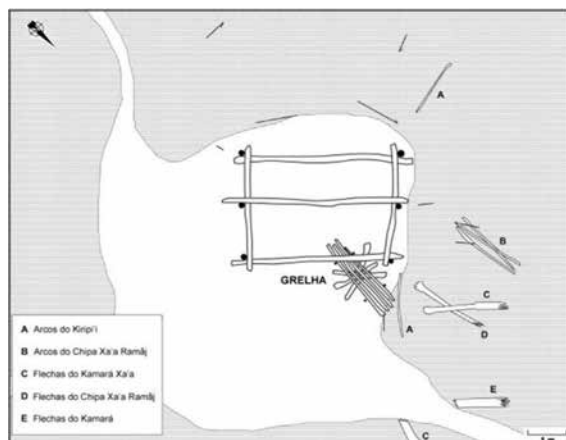 A
B
GRELHA
C
D
A
E
C
A Arcos do Kiripi'i
B Arcos do Chipa Xa'a Ramãj
C Flechas do Kamará Xa'a
D Flechas do Chipa Xa'a Ramãj
E Flechas do Kamará